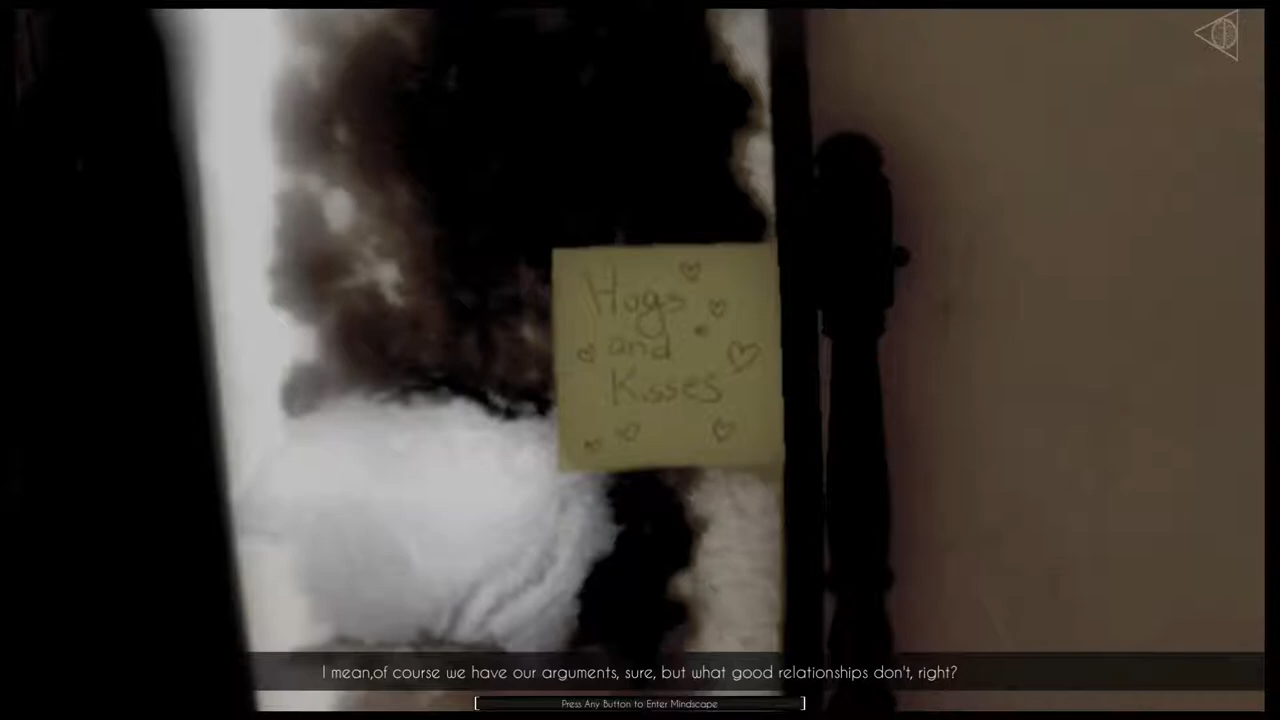 Hugs
and
Kisses
I mean,of course we have our arguments, sure, but what good relationships don't, right?
[ Press Any Button to Enter Mindscape ]